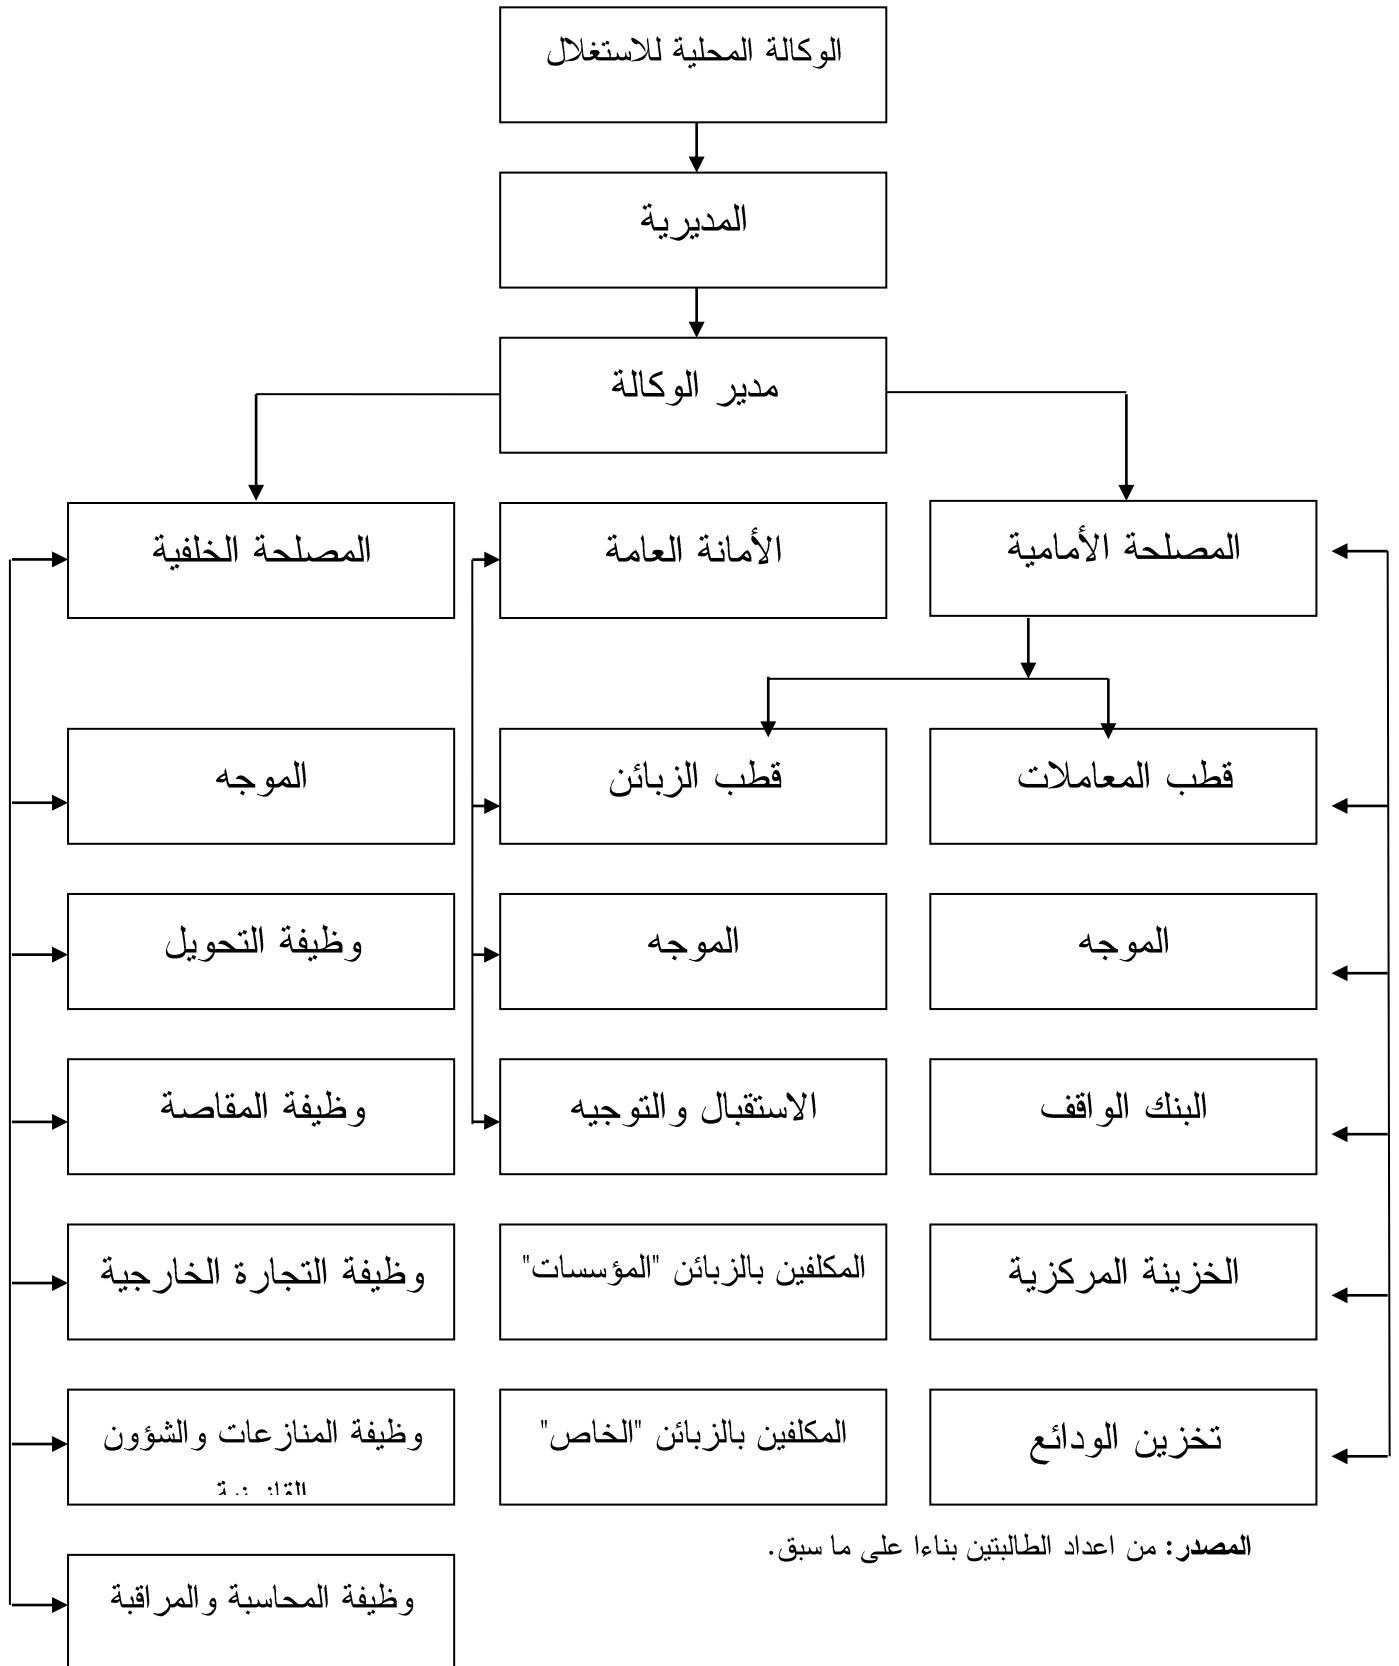 الوكالة المحلية للاستغلال
المديرية
مدير الوكالة
المصلحة الأمامية
الأمانة العامة
المصلحة الخلفية
قطب المعاملات
قطب الزبائن
الموجه
الموجه
الموجه
وظيفة التحويل
البنك الواقف
الاستقبال والتوجيه
وظيفة المقاصة
الخزينة المركزية
المكلفين بالزبائن "المؤسسات"
وظيفة التجارة الخارجية
تخزين الودائع
المكلفين بالزبائن "الخاص"
وظيفة المنازعات والشؤون
المصدر: من اعداد الطالبتين بناءا على ما سبق.
وظيفة المحاسبة والمراقبة